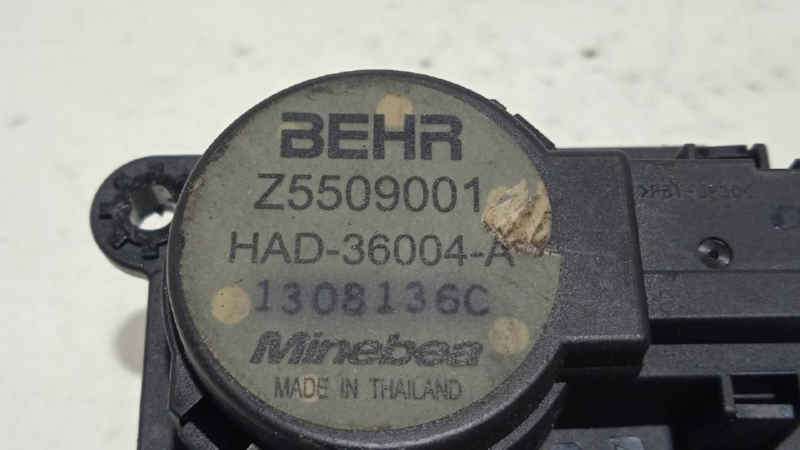 BEHR
Z5509001
HAD-36004-A
1308136C
Minebea
MADE IN THAILAND